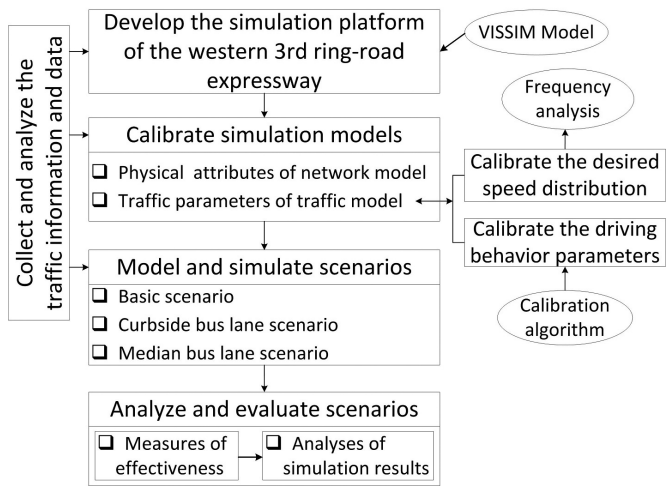 Collect and analyze the
traffic information and data
Develop the simulation platform
of the western 3rd ring-road
expressway
VISSIM Model
Calibrate simulation models
❑ Physical attributes of network model
❑ Traffic parameters of traffic model
Frequency
analysis
Calibrate the desired
speed distribution
Calibrate the driving
behavior parameters
Calibration
algorithm
Model and simulate scenarios
❑ Basic scenario
❑ Curbside bus lane scenario
❑ Median bus lane scenario
Analyze and evaluate scenarios
❑ Measures of
effectiveness
❑ Analyses of
simulation results